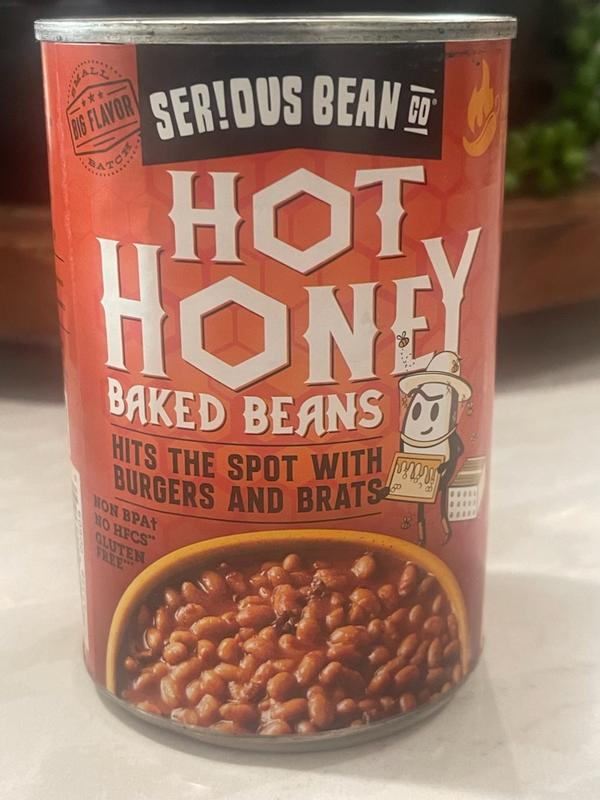 SMALL
BIG FLAVOR
BATCH
SER!OUS BEAN CO®
HOT
HONEY
BAKED BEANS
HITS THE SPOT WITH
BURGERS AND BRATS
NON BPA†
NO HFCS**
GLUTEN
FREE***